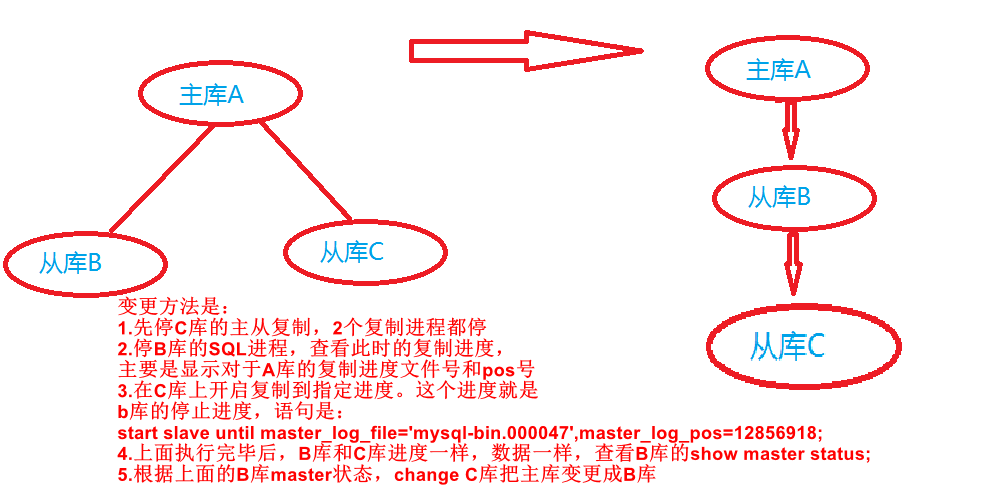 主库A
主库A
从库B
从库B
从库C
从库C
变更方法是：
1.先停C库的主从复制，2个复制进程都停
2.停B库的SQL进程，查看此时的复制进度，
主要是显示对于A库的复制进度文件号和pos号
3.在C库上开启复制到指定进度。这个进度就是
b库的停止进度，语句是：
start slave until master_log_file='mysql-bin.000047',master_log_pos=12856918;
4.上面执行完毕后，B库和C库进度一样，数据一样，查看B库的show master status;
5.根据上面的B库master状态，change C库把主库变更成B库